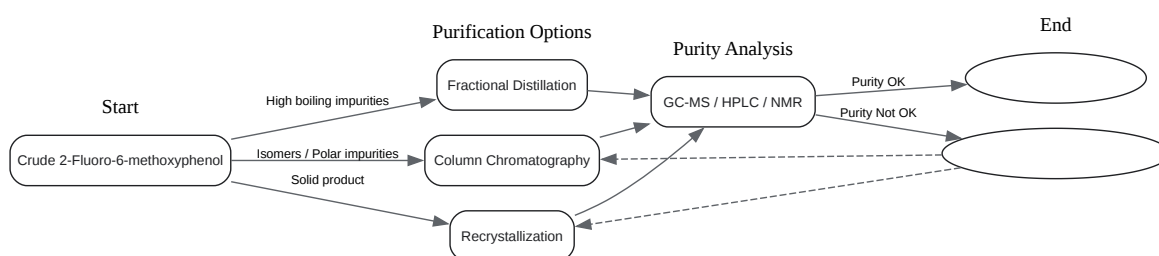 Start
Crude 2-Fluoro-6-methoxyphenol
High boiling impurities
Isomers / Polar impurities
Solid product
Purification Options
Fractional Distillation
Column Chromatography
Recrystallization
Purity Analysis
GC-MS / HPLC / NMR
Purity OK
Purity Not OK
End